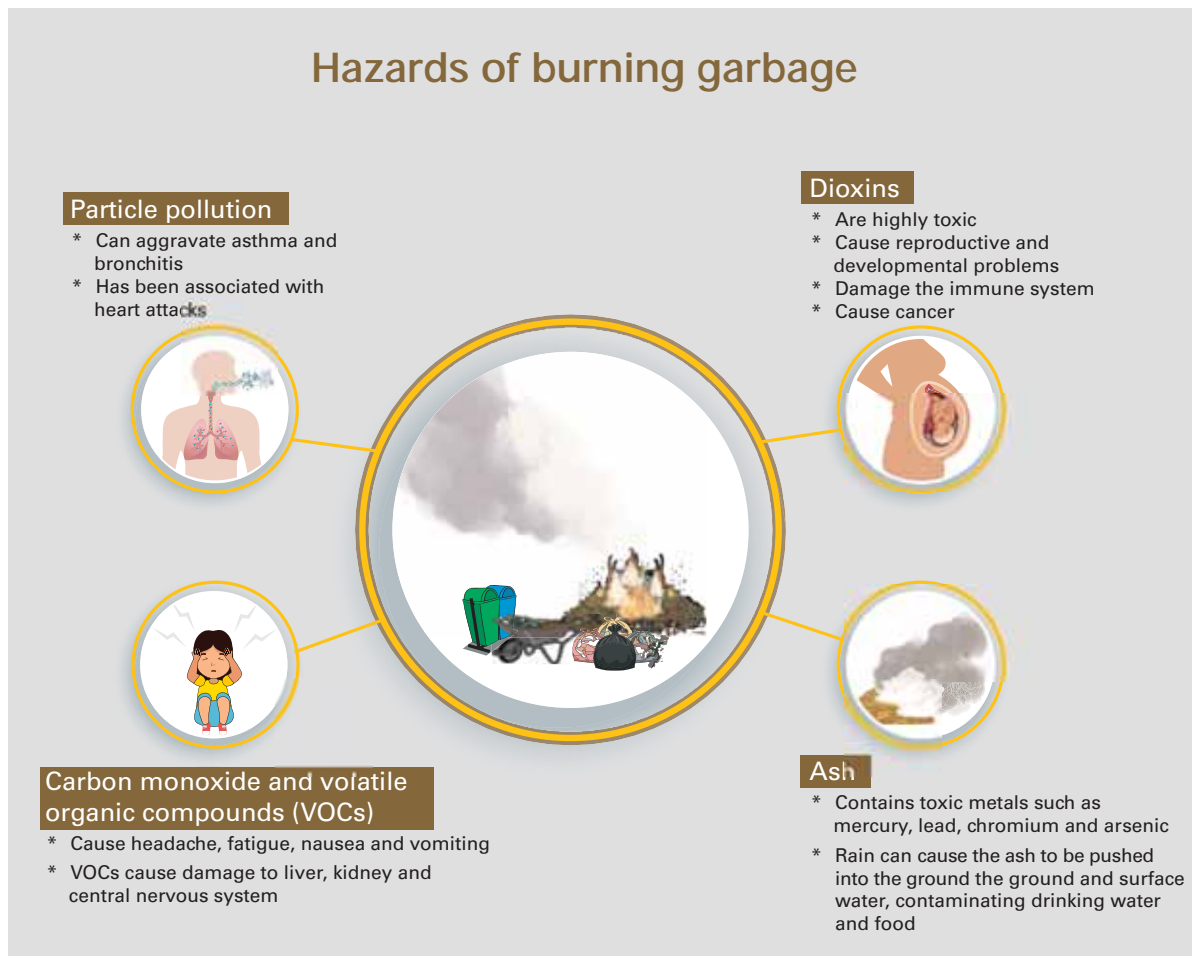 Hazards of burning garbage
Particle pollution
* Can aggravate asthma and
bronchitis
* Has been associated with
heart attacks
Dioxins
* Are highly toxic
* Cause reproductive and
developmental problems
* Damage the immune system
* Cause cancer
Carbon monoxide and volatile
organic compounds (VOCs)
* Cause headache, fatigue, nausea and vomiting
* VOCs cause damage to liver, kidney and
central nervous system
Ash
* Contains toxic metals such as
mercury, lead, chromium and arsenic
* Rain can cause the ash to be pushed
into the ground the ground and surface
water, contaminating drinking water
and food